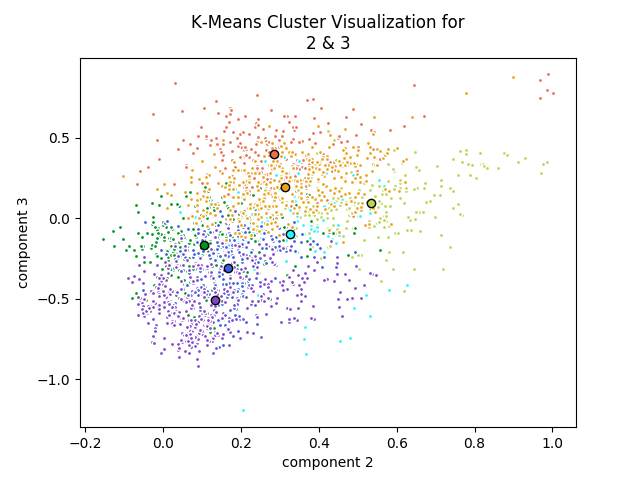 K-Means Cluster Visualization for
2 & 3
component 3
0.5
0.0
−0.5
−1.0
−0.2
0.0
0.2
0.4
0.6
0.8
1.0
component 2